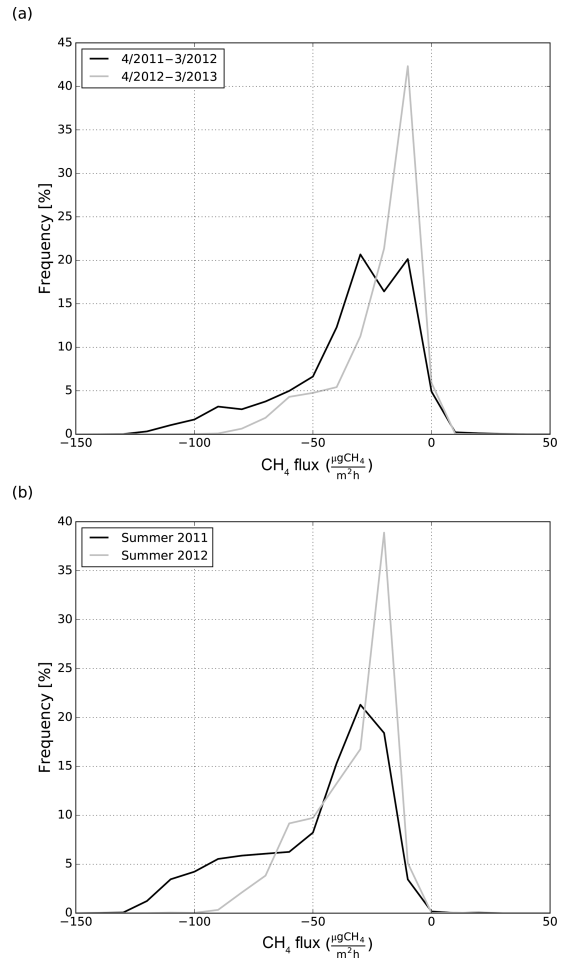 (a)
45
40
35
30
25
20
15
10
5
0
Frequency [%]
4/2011−3/2012
4/2012−3/2013
−150 −100 −50 0 50
CH₄ flux (μgCH₄/m²h)
(b)
40
35
30
25
20
15
10
5
0
Frequency [%]
Summer 2011
Summer 2012
−150 −100 −50 0 50
CH₄ flux (μgCH₄/m²h)